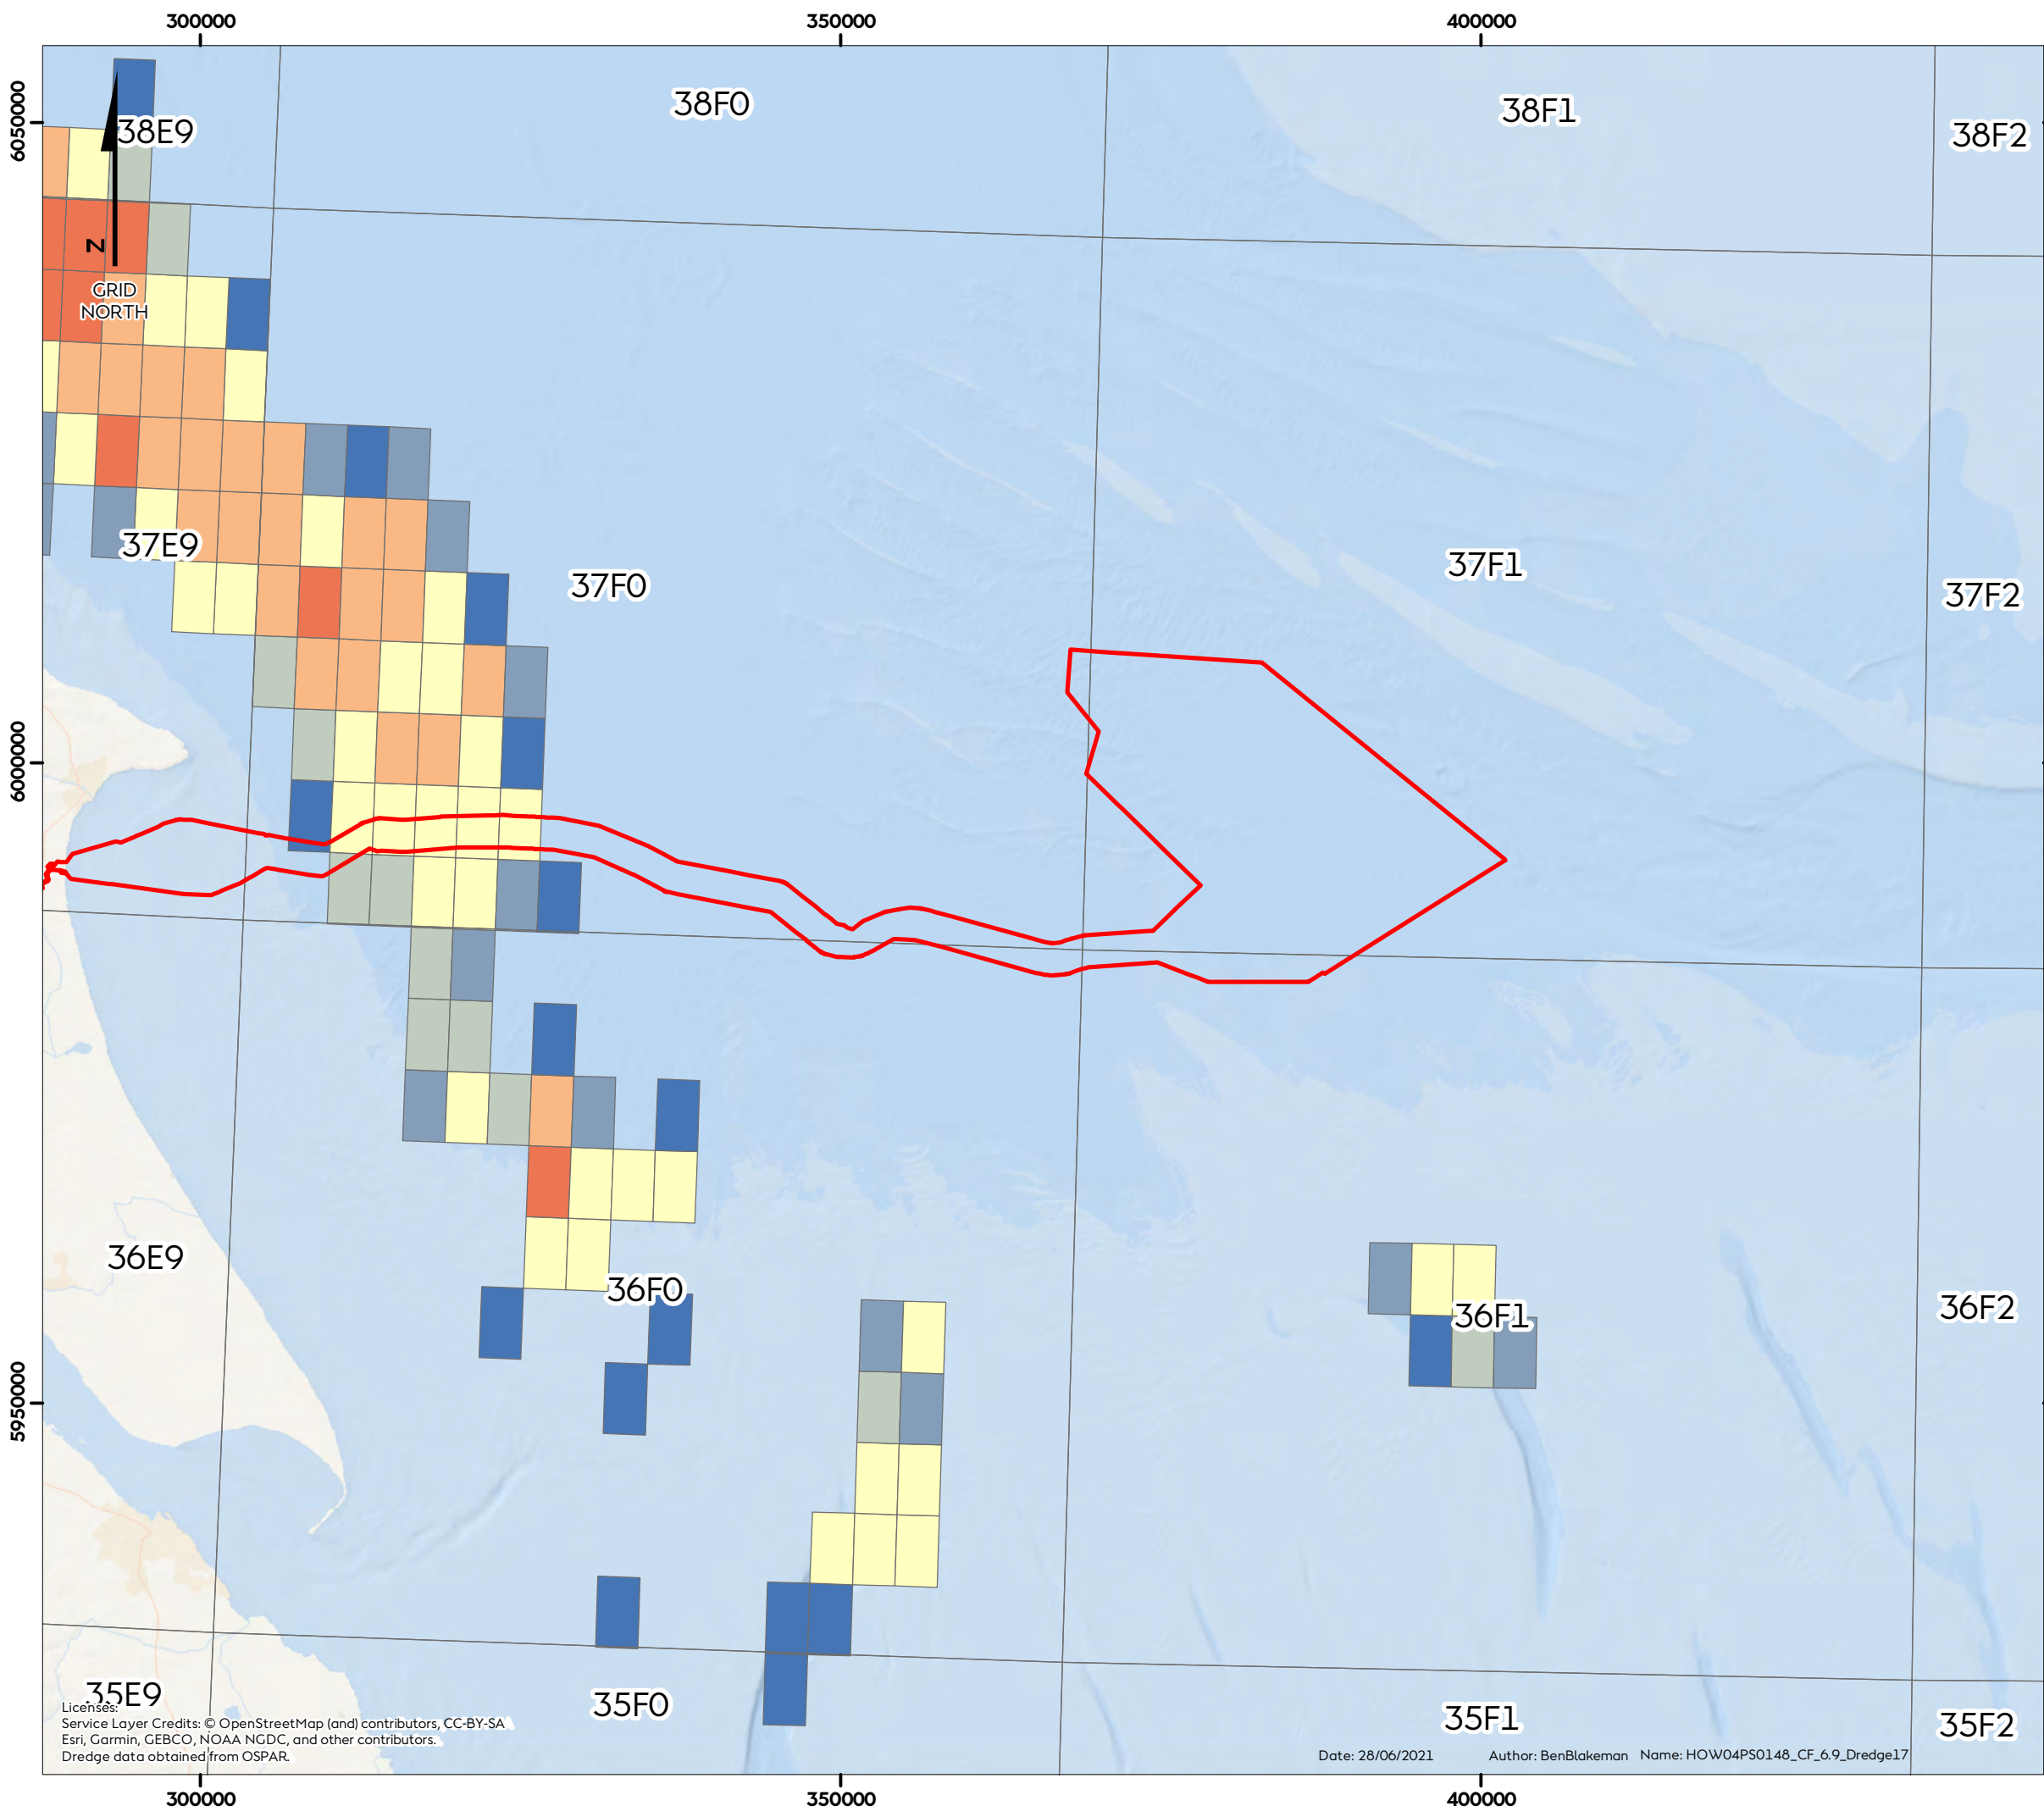 300000 350000 400000
6050000
38E9 38F0 38F1 38F2
N
GRID
NORTH
37E9 37F0 37F1 37F2
6000000
36E9 36F0 36F1 36F2
5950000
35E9 35F0 35F1 35F2
Licenses:
Service Layer Credits: © OpenStreetMap (and) contributors, CC-BY-SA
Esri, Garmin, GEBCO, NOAA NGDC, and other contributors.
Dredge data obtained from OSPAR.
Date: 28/06/2021 Author: BenBlakeman Name: HOW04PS0148_CF_6.9_Dredge17
300000 350000 400000